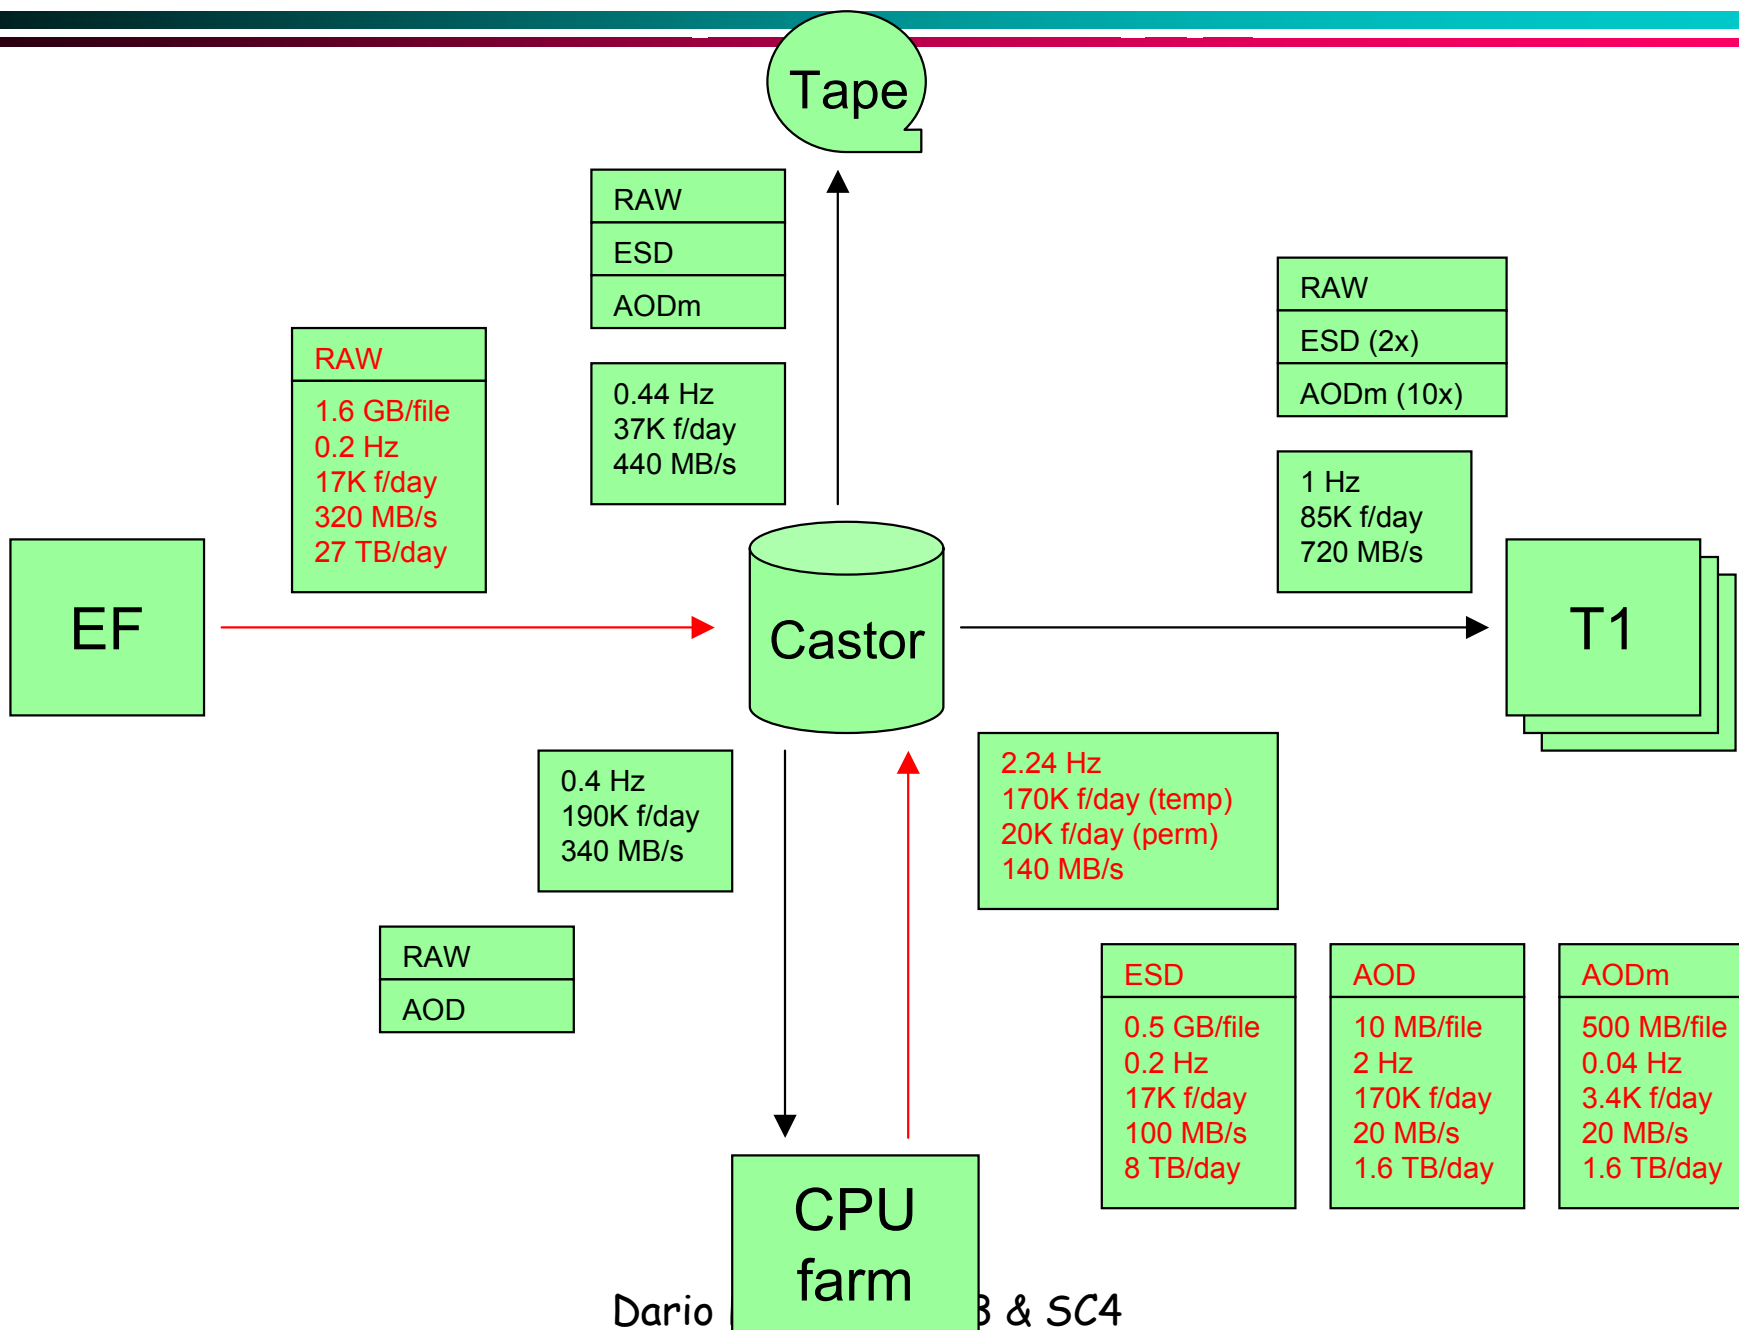 Tape
RAW
ESD
AODm
RAW
ESD (2x)
AODm (10x)
RAW
1.6 GB/file
0.2 Hz
17K f/day
320 MB/s
27 TB/day
0.44 Hz
37K f/day
440 MB/s
1 Hz
85K f/day
720 MB/s
EF
Castor
T1
0.4 Hz
190K f/day
340 MB/s
2.24 Hz
170K f/day (temp)
20K f/day (perm)
140 MB/s
RAW
AOD
ESD
0.5 GB/file
0.2 Hz
17K f/day
100 MB/s
8 TB/day
AOD
10 MB/file
2 Hz
170K f/day
20 MB/s
1.6 TB/day
AODm
500 MB/file
0.04 Hz
3.4K f/day
20 MB/s
1.6 TB/day
CPU
farm
Dario & SC4